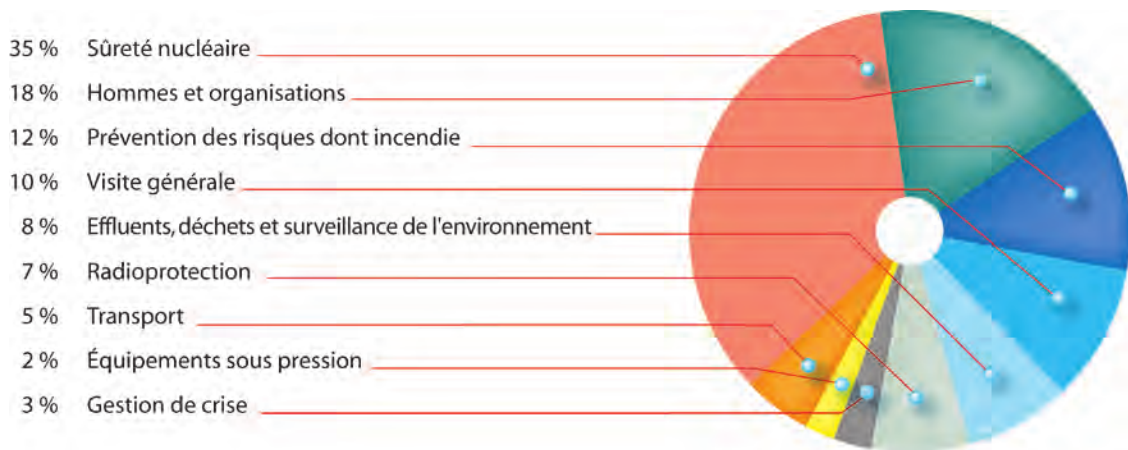 35 % Sûreté nucléaire
18 % Hommes et organisations
12 % Prévention des risques dont incendie
10 % Visite générale
8 % Effluents, déchets et surveillance de l'environnement
7 % Radioprotection
5 % Transport
2 % Équipements sous pression
3 % Gestion de crise